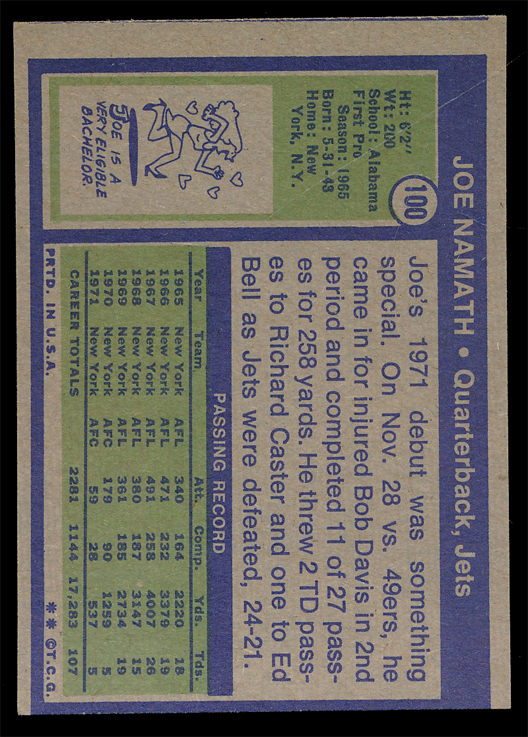 JOE NAMATH • Quarterback, Jets
100
Ht: 6'2"
Wt: 200
School: Alabama
First Pro
Season: 1965
Born: 5-31-43
Home: New
York, N.Y.
JOE IS A
VERY ELIGIBLE
BACHELOR.
Joe's 1971 debut was something
special. On Nov. 28 vs. 49ers, he
came in for injured Bob Davis in 2nd
period and completed 11 of 27 pass-
es for 258 yards. He threw 2 TD pass-
es to Richard Caster and one to Ed
Bell as Jets were defeated, 24-21.
PASSING RECORD
Year Team Att. Comp. Yds. Tds.
1965 New York AFL 340 164 2220 18
1966 New York AFL 471 232 3379 19
1967 New York AFL 491 258 4007 26
1968 New York AFL 380 187 3147 15
1969 New York AFL 361 185 2734 19
1970 New York AFC 179 90 1259 5
1971 New York AFC 59 28 537 5
CAREER TOTALS 2281 1144 17,283 107
PRTD. IN U.S.A. ** ©T.C.G.